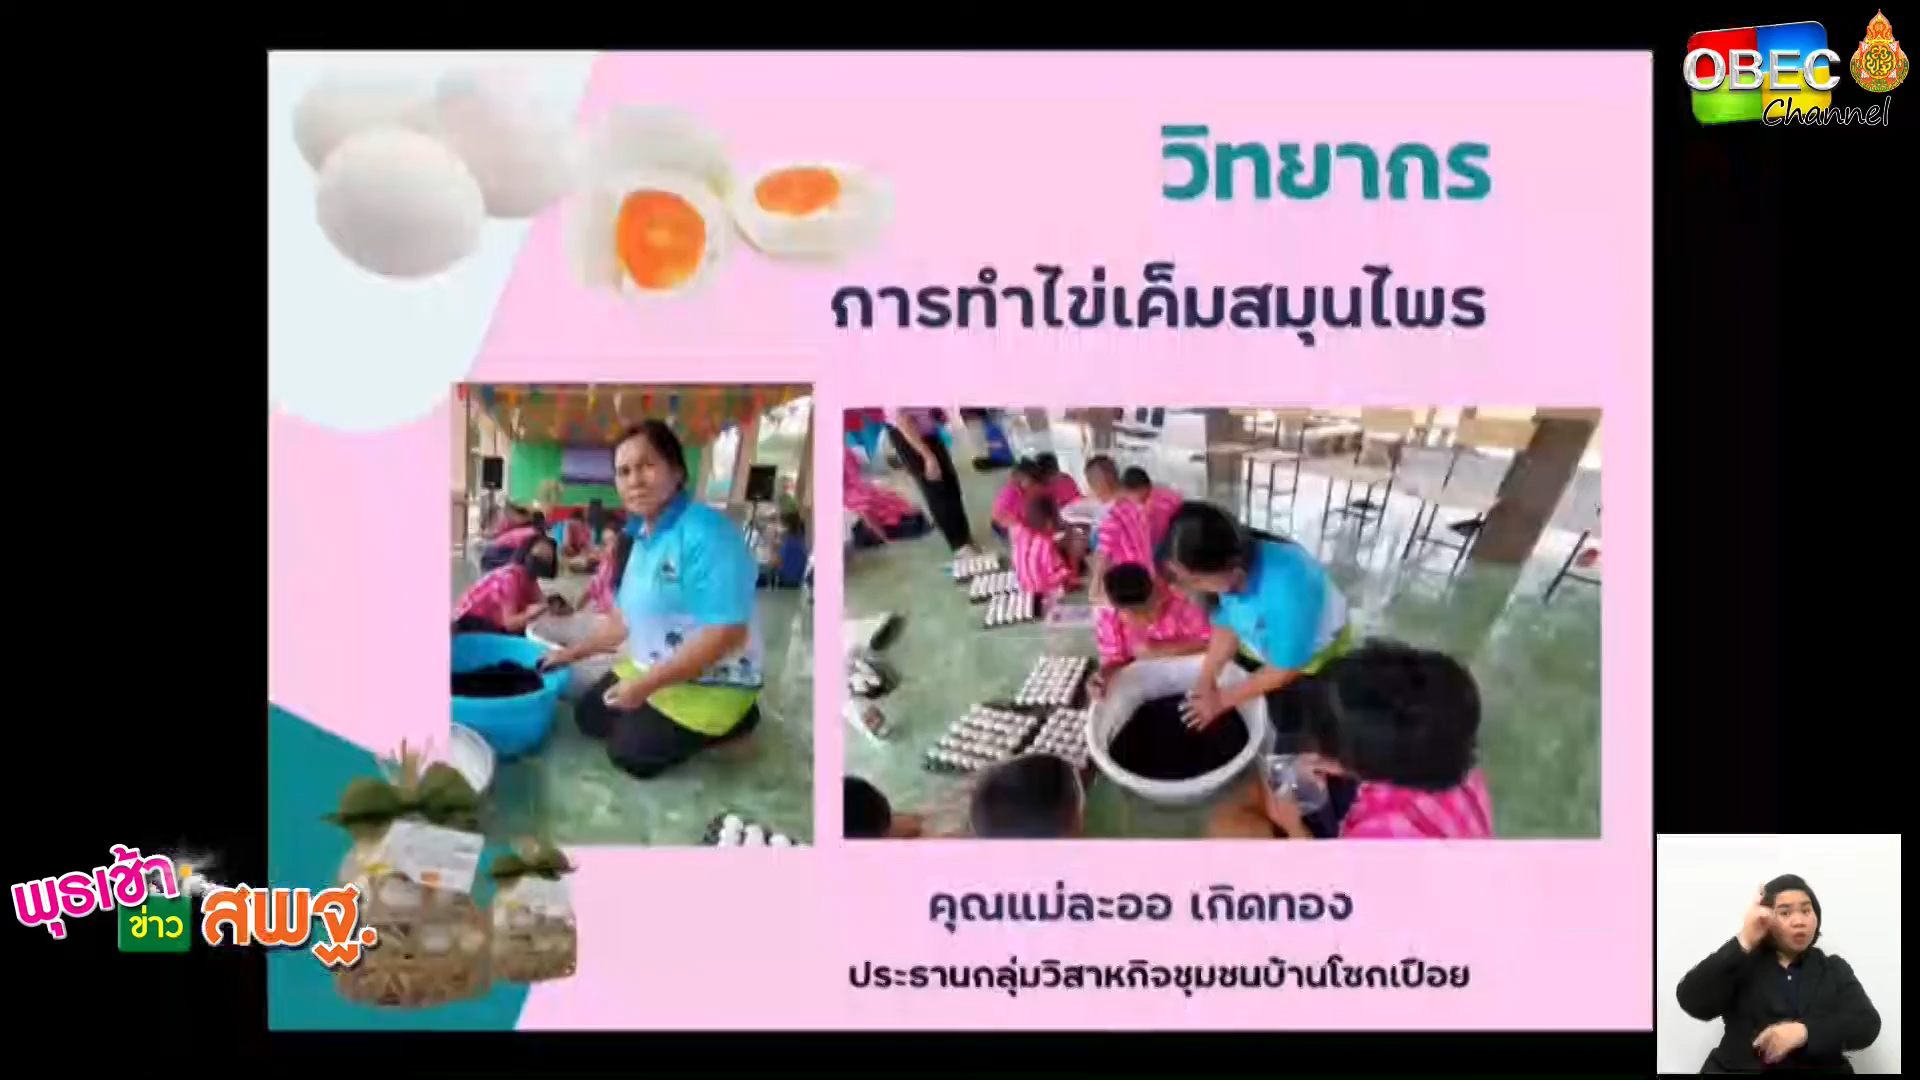 OBEC
Channel
วิทยากร
การทำไข่เค็มสมุนไพร
คุณแม่ละออ เกิดทอง
ประธานกลุ่มวิสาหกิจชุมชนบ้านโซกเปือย
พุธเช้า
ข่าว
สพฐ.